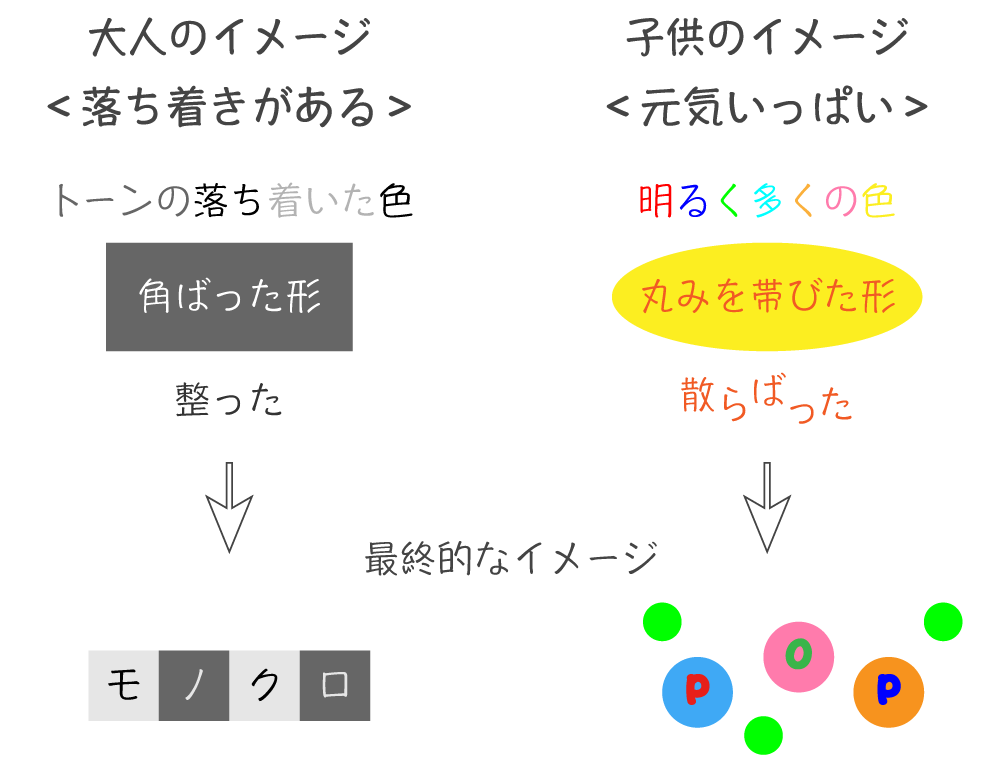 大人のイメージ
<落ち着きがある>
トーンの落ち着いた色
角ばった形
整った
子供のイメージ
<元気いっぱい>
明るく多くの色
丸みを帯びた形
散らばった
最終的なイメージ
モノクロ
POP